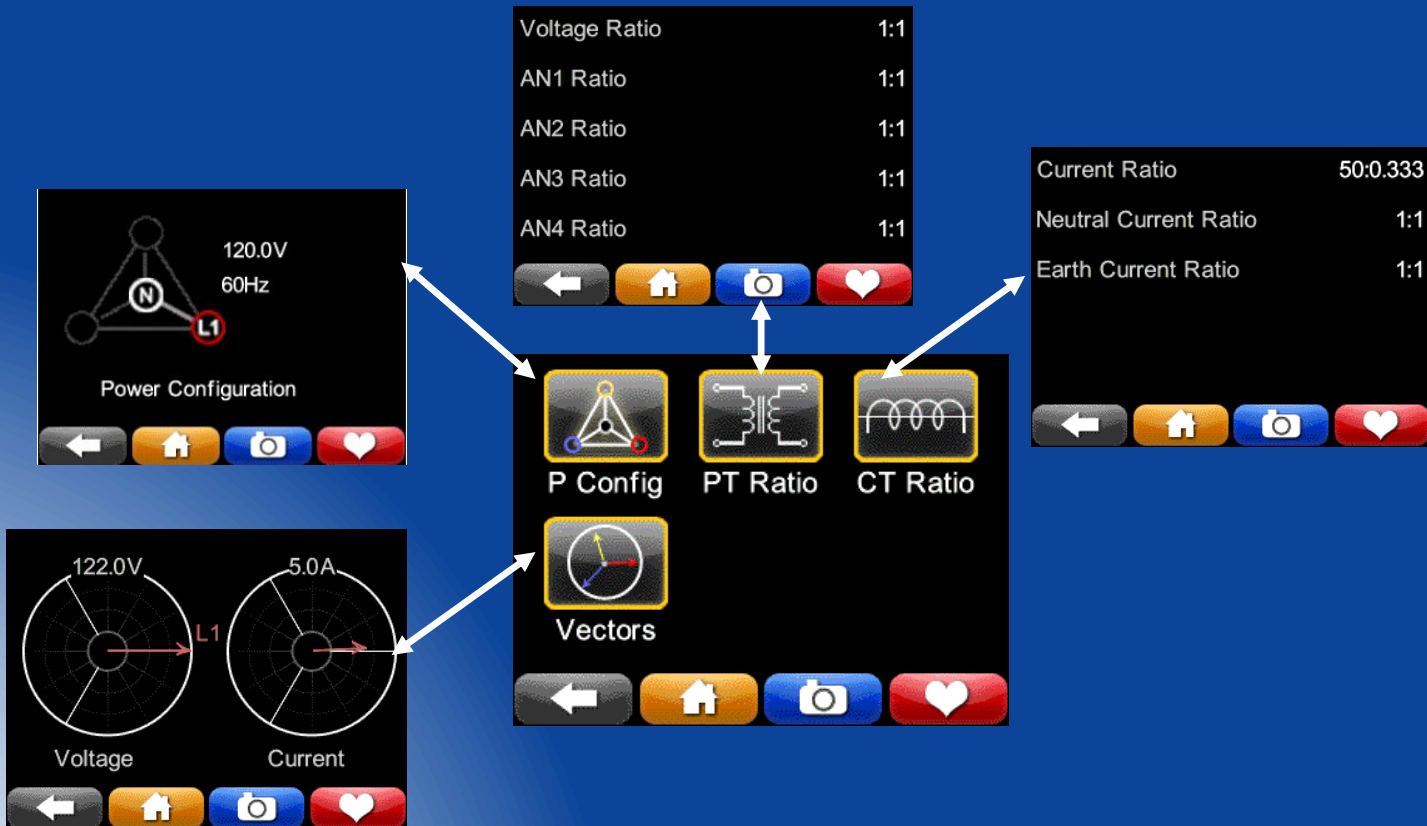 Voltage Ratio 1:1
AN1 Ratio 1:1
AN2 Ratio 1:1
AN3 Ratio 1:1
AN4 Ratio 1:1
Current Ratio 50:0.333
Neutral Current Ratio 1:1
Earth Current Ratio 1:1
120.0V
60Hz
N
L1
Power Configuration
P Config PT Ratio CT Ratio
Vectors
122.0V 5.0A
L1
Voltage Current